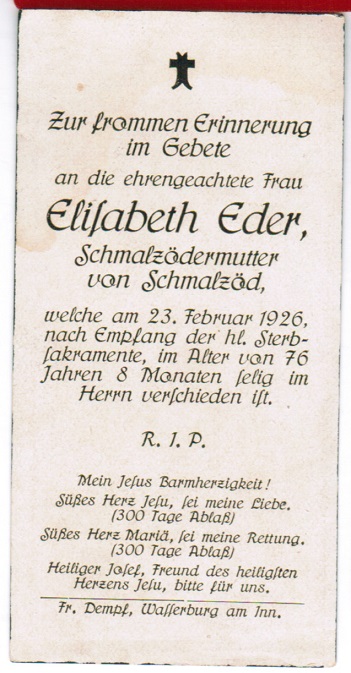 Zur frommen Erinnerung
im Gebete
an die ehrengeachtete Frau
Eliſabeth Eder,
Schmalzödermutter
von Schmalzöd,
welche am 23. Februar 1926,
nach Empfang der hl. Sterb-
ſakramente, im Alter von 76
Jahren 8 Monaten ſelig im
Herrn verſchieden iſt.
R. I. P.
Mein Jeſus Barmherzigkeit!
Süßes Herz Jeſu, ſei meine Liebe.
(300 Tage Ablaß)
Süßes Herz Mariä, ſei meine Rettung.
(300 Tage Ablaß)
Heiliger Joſef, Freund des heiligſten
Herzens Jeſu, bitte für uns.
Fr. Dempf, Waſſerburg am Inn.